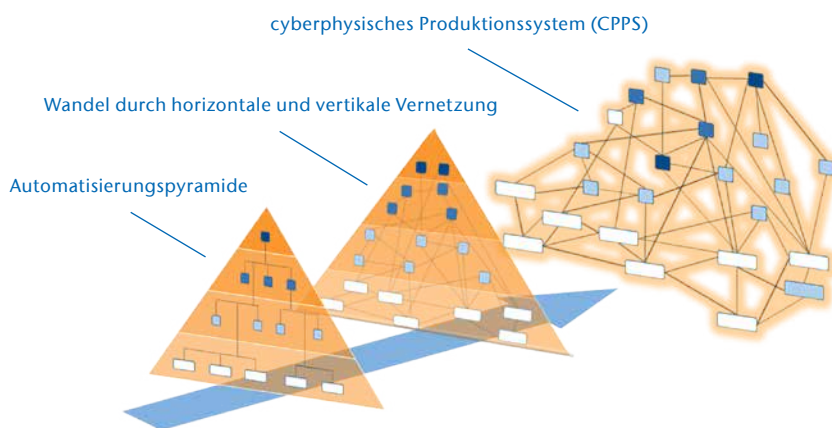 cyberphysisches Produktionssystem (CPPS)
Wandel durch horizontale und vertikale Vernetzung
Automatisierungspyramide